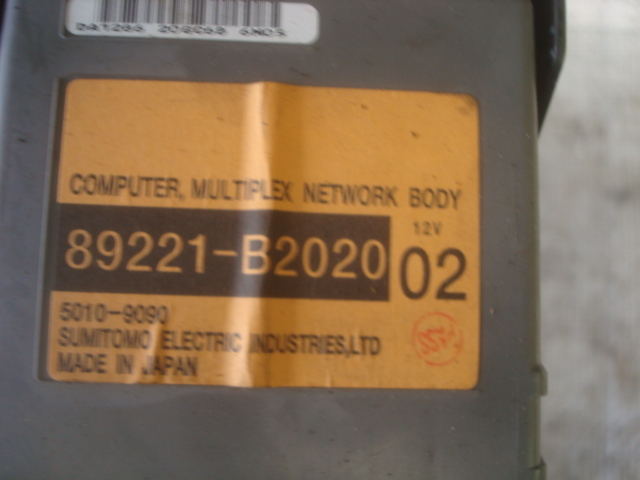 COMPUTER, MULTIPLEX NETWORK BODY
89221-B2020
12V
02
5010-9090
SUMITOMO ELECTRIC INDUSTRIES,LTD
MADE IN JAPAN